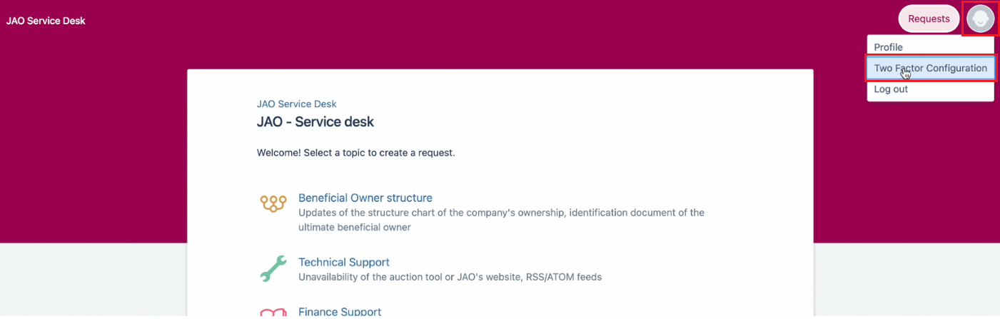 JAO Service Desk
Requests
Profile
Two Factor Configuration
Log out
JAO Service Desk
JAO - Service desk
Welcome! Select a topic to create a request.
Beneficial Owner structure
Updates of the structure chart of the company's ownership, identification document of the
ultimate beneficial owner
Technical Support
Unavailability of the auction tool or JAO's website, RSS/ATOM feeds
Finance Support